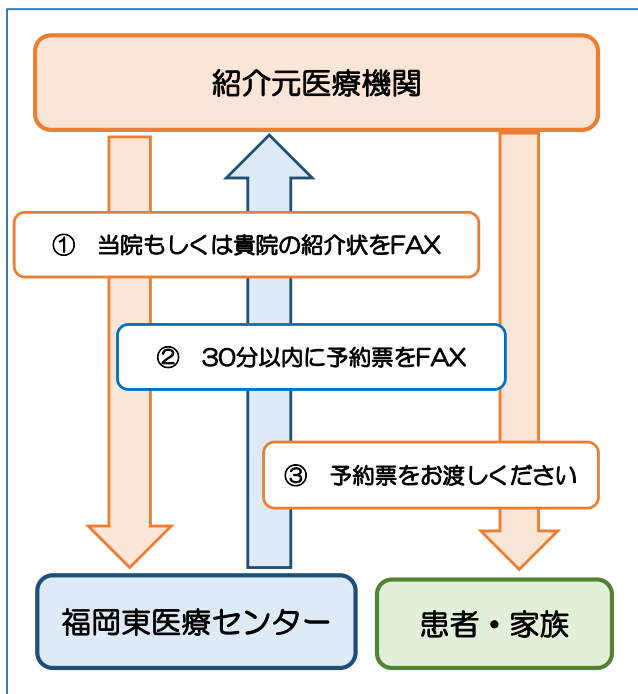 紹介元医療機関
① 当院もしくは貴院の紹介状をFAX
② 30分以内に予約票をFAX
③ 予約票をお渡しください
福岡東医療センター
患者・家族